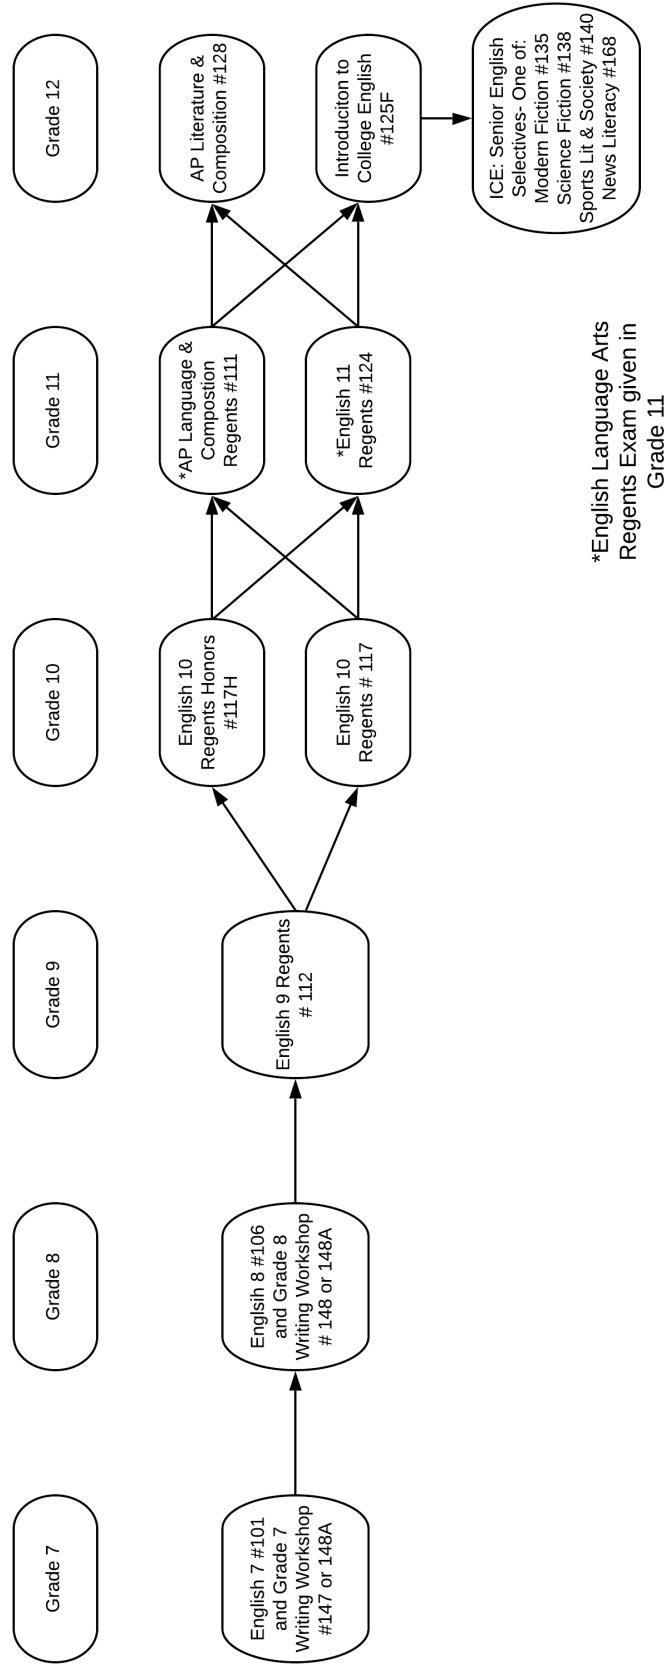 Grade 7
Grade 8
Grade 9
Grade 10
Grade 11
Grade 12
English 7 #101
and Grade 7
Writing Workshop
#147 or 148A
Englsih 8 #106
and Grade 8
Writing Workshop
# 148 or 148A
English 9 Regents
# 112
English 10
Regents Honors
#117H
English 10
Regents # 117
*AP Language &
Compostion
Regents #111
*English 11
Regents #124
AP Literature &
Composition #128
Introduciton to
College English
#125F
ICE: Senior English
Selectives- One of:
Modern Fiction #135
Science Fiction #138
Sports Lit & Society #140
News Literacy #168
*English Language Arts
Regents Exam given in
Grade 11